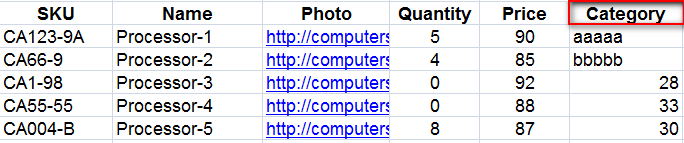 SKU Name Photo Quantity Price Category
CA123-9A Processor-1 http://computers 5 90 aaaaa
CA66-9 Processor-2 http://computers 4 85 bbbbb
CA1-98 Processor-3 http://computers 0 92 28
CA55-55 Processor-4 http://computers 0 88 33
CA004-B Processor-5 http://computers 8 87 30